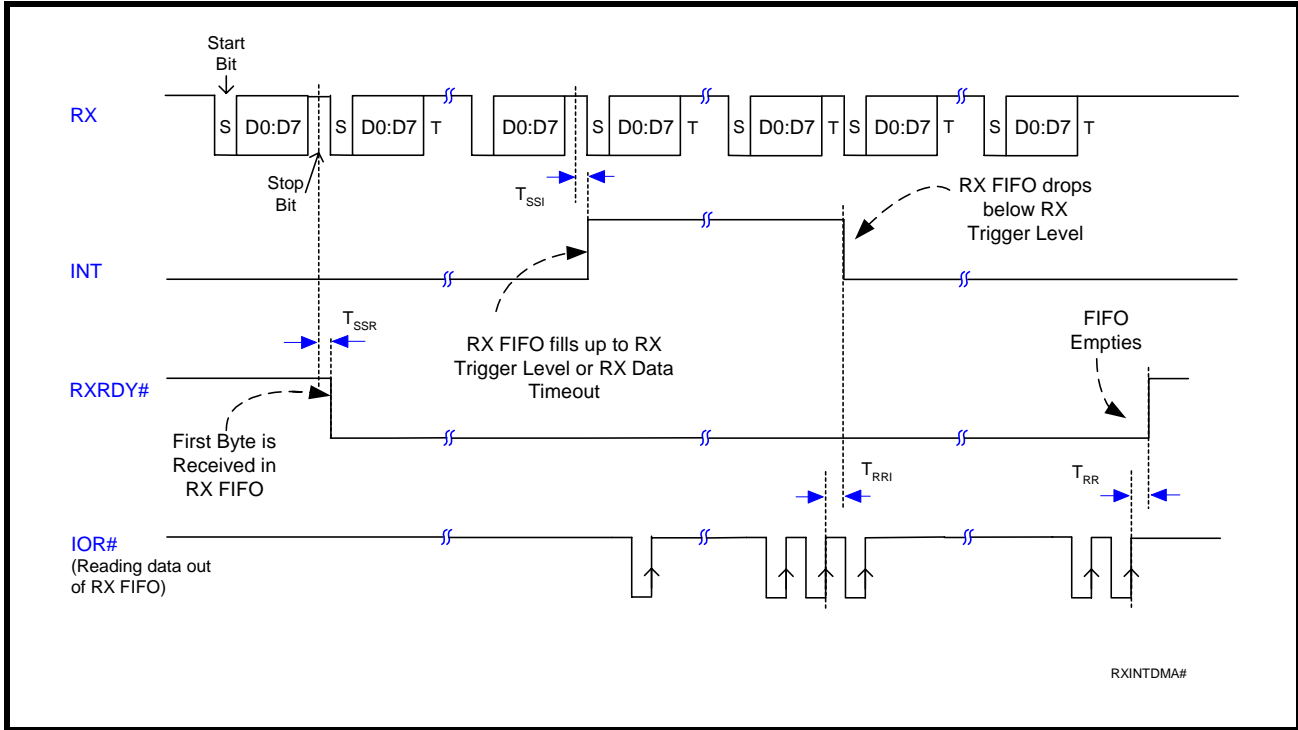 Start
Bit
RX
S
D0:D7
S
D0:D7
T
D0:D7
S
D0:D7
T
S
D0:D7
T
S
D0:D7
T
S
D0:D7
T
Stop
Bit
TSSI
RX FIFO drops
below RX
Trigger Level
INT
TSSR
RX FIFO fills up to RX
Trigger Level or RX Data
Timeout
FIFO
Empties
RXRDY#
First Byte is
Received in
RX FIFO
TRRI
TRR
IOR#
(Reading data out
of RX FIFO)
RXINTDMA#